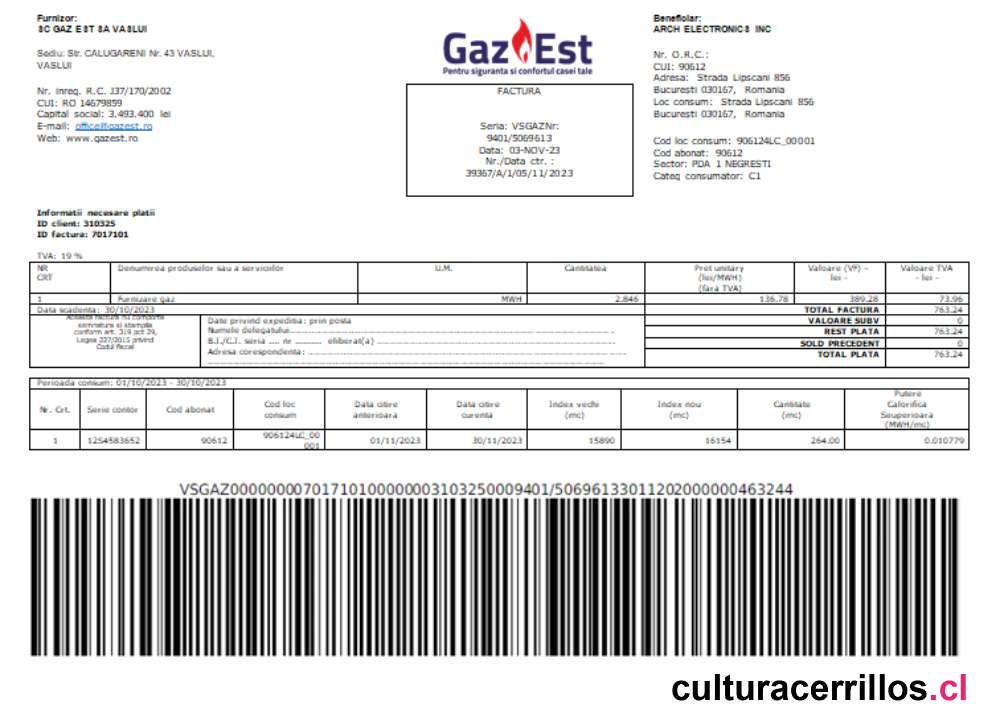 Furnizor:
SC GAZ EST SA VASLUI
Sediu: Str. CALUGARENI Nr. 43 VASLUI,
VASLUI
Nr. inreg. R.C. J37/170/2002
CUI: RO 14679859
Capital social: 3.493.400 lei
E-mail: office@gazest.ro
Web: www.gazest.ro
Gaz Est
Pentru siguranta si confortul casei tale
FACTURA
Seria: VSGAZNr:
9401/5069613
Data: 03-NOV-23
Nr./Data ctr. :
39367/A/1/05/11/2023
Beneficiar:
ARCH ELECTRONICS INC
Nr. O.R.C.:
CUI: 90612
Adresa: Strada Lipscani 856
Bucuresti 030167, Romania
Loc consum: Strada Lipscani 856
Bucuresti 030167, Romania
Cod loc consum: 906124LC_00001
Cod abonat: 90612
Sector: PDA 1 NEGRESTI
Categ consumator: C1
Informatii necesare platii
ID client: 310325
ID factura: 7017101
TVA: 19 %
NR CRT Denumirea produselor sau a serviciilor U.M. Cantitatea Pret unitary (lei/MWH) (fara TVA) Valoare (VF) - lei - Valoare TVA - lei -
1 Furnizare gaz MWH 2.846 136.78 389.28 73.96
Data scadenta: 30/10/2023 TOTAL FACTURA 763.24
Aceasta factura nu comporta
semnatura si stampila
conform art. 319 pct 29,
Legea 227/2015 privind
Codul fiscal
Date privind expeditia: prin posta
Numele delegatului
B.I./C.I. seria .... nr .......... eliberat(a)
Adresa corespondenta:
VALOARE SUBV 0
REST PLATA 763.24
SOLD PRECEDENT 0
TOTAL PLATA 763.24
Perioada consum: 01/10/2023 - 30/10/2023
Nr. Crt. Serie contor Cod abonat Cod loc consum Data citire anterioara Data citire curenta Index vechi (mc) Index nou (mc) Cantitate (mc) Putere Calorifica Souperioara (MWH/mc)
1 1254583652 90612 906124LC_00001 01/11/2023 30/11/2023 15890 16154 264.00 0.010779
VSGAZ00000000701710100000003103250009401/506961330112020000004​63244
culturacerrillos.cl